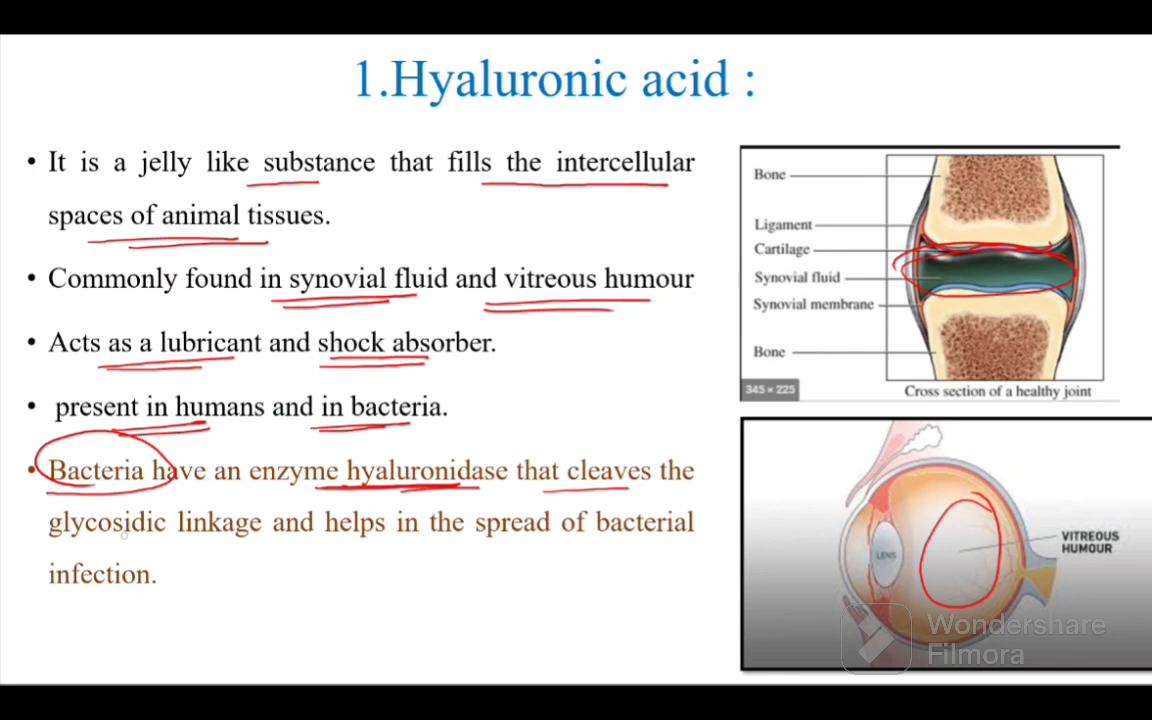 1.Hyaluronic acid :
• It is a jelly like substance that fills the intercellular
spaces of animal tissues.
• Commonly found in synovial fluid and vitreous humour
• Acts as a lubricant and shock absorber.
• present in humans and in bacteria.
• Bacteria have an enzyme hyaluronidase that cleaves the
glycosidic linkage and helps in the spread of bacterial
infection.
Bone
Ligament
Cartilage
Synovial fluid
Synovial membrane
Bone
345 × 225
Cross section of a healthy joint
LENS
VITREOUS
HUMOUR
Wondershare
Filmora